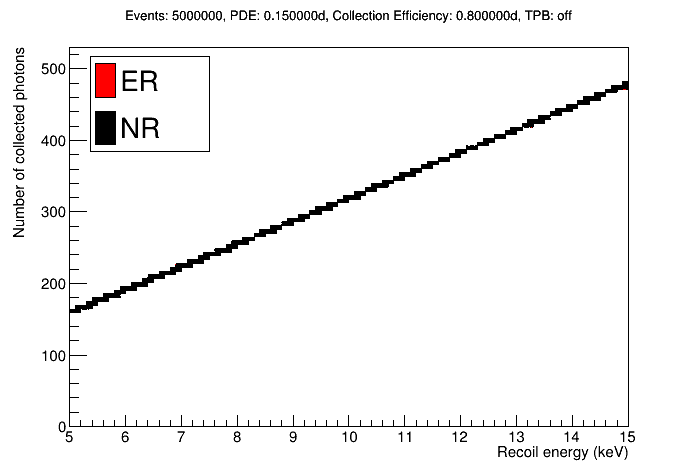 Events: 5000000, PDE: 0.150000d, Collection Efficiency: 0.800000d, TPB: off
Number of collected photons
500
400
300
200
100
0
ER
NR
5 6 7 8 9 10 11 12 13 14 15
Recoil energy (keV)